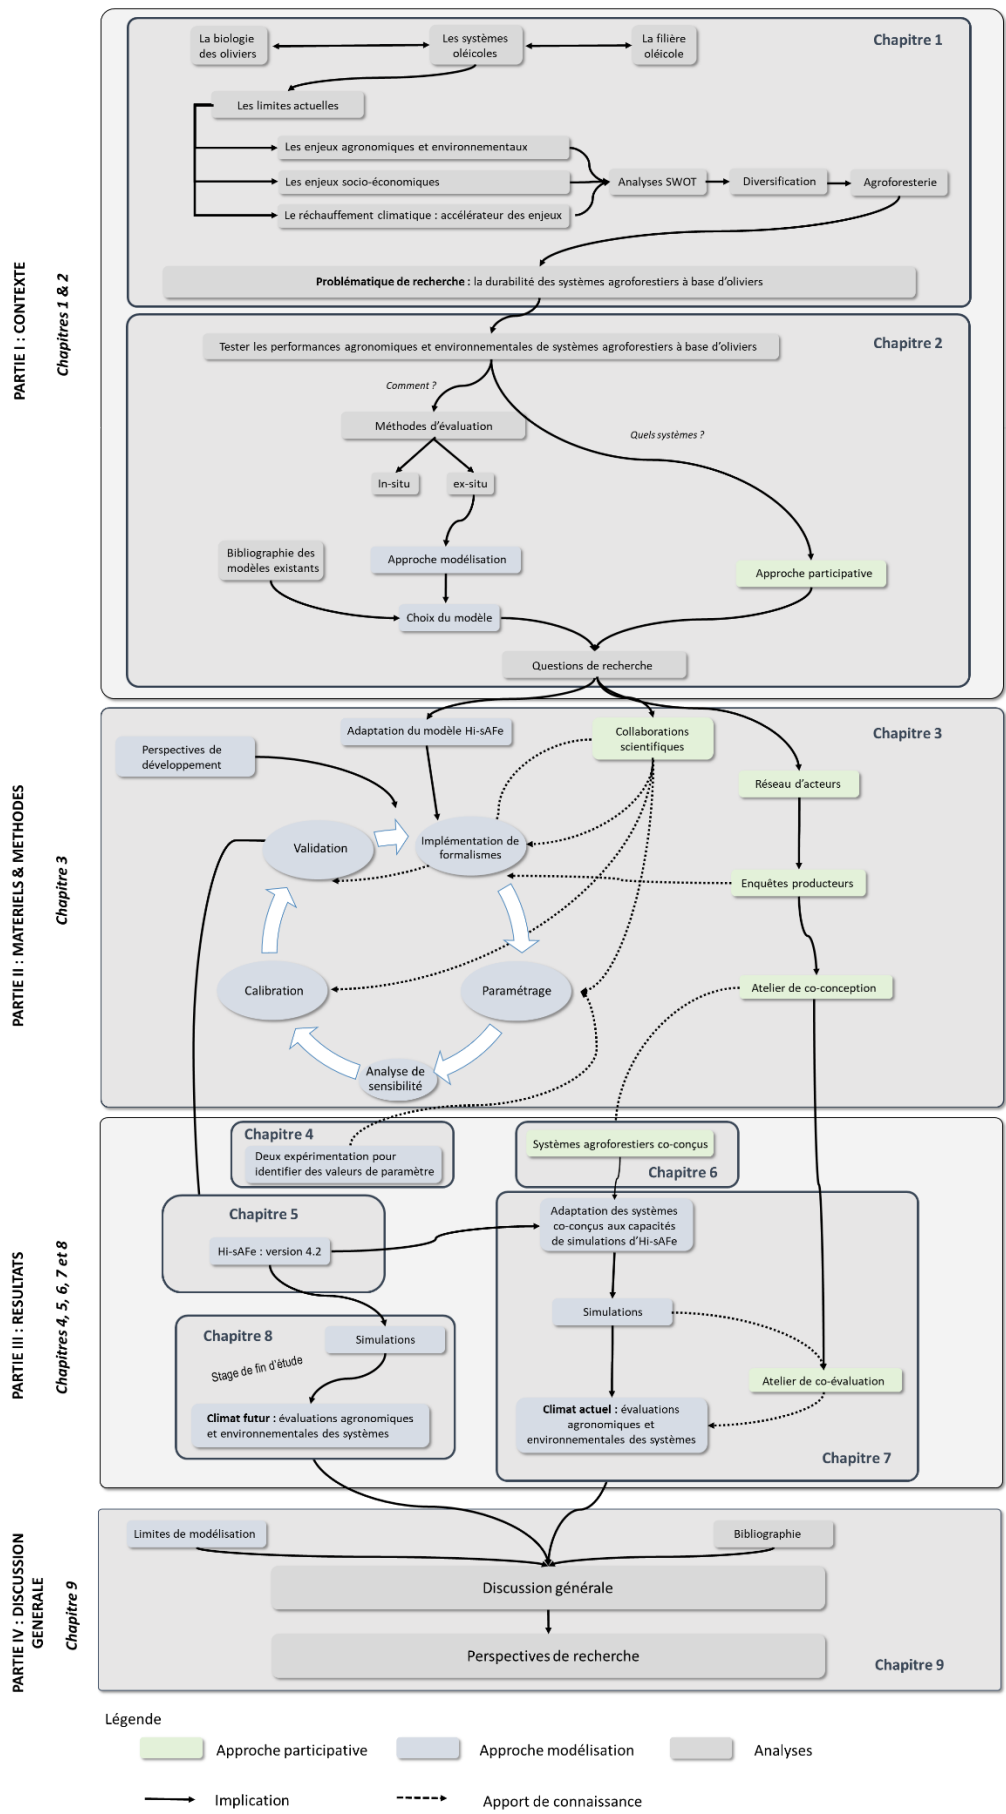 PARTIE I : CONTEXTE
Chapitres 1 & 2
Chapitre 1
La biologie
des oliviers
Les systèmes
oléicoles
La filière
oléicole
Les limites actuelles
Les enjeux agronomiques et environnementaux
Les enjeux socio-économiques
Le réchauffement climatique : accélérateur des enjeux
Analyses SWOT
Diversification
Agroforesterie
Problématique de recherche : la durabilité des systèmes agroforestiers à base d'oliviers
Chapitre 2
Tester les performances agronomiques et environnementales de systèmes agroforestiers à base d'oliviers
Comment ?
Méthodes d'évaluation
Quels systèmes ?
In-situ
ex-situ
Bibliographie des
modèles existants
Approche modélisation
Approche participative
Choix du modèle
Questions de recherche
PARTIE II : MATERIELS & METHODES
Chapitre 3
Chapitre 3
Adaptation du modèle Hi-sAFe
Collaborations
scientifiques
Perspectives de
développement
Réseau d'acteurs
Validation
Implémentation de
formalismes
Enquêtes producteurs
Calibration
Paramétrage
Atelier de co-conception
Analyse de
sensibilité
PARTIE III : RESULTATS
Chapitres 4, 5, 6, 7 et 8
Chapitre 4
Deux expérimentation pour
identifier des valeurs de paramètre
Systèmes agroforestiers co-conçus
Chapitre 6
Chapitre 5
Hi-sAFe : version 4.2
Adaptation des systèmes
co-conçus aux capacités
de simulations d'Hi-sAFe
Simulations
Chapitre 8
Simulations
Stage de fin d'étude
Climat futur : évaluations agronomiques
et environnementales des systèmes
Atelier de co-évaluation
Climat actuel : évaluations
agronomiques et
environnementales des systèmes
Chapitre 7
PARTIE IV : DISCUSSION
GENERALE
Chapitre 9
Limites de modélisation
Bibliographie
Discussion générale
Perspectives de recherche
Chapitre 9
Légende
Approche participative
Approche modélisation
Analyses
Implication
Apport de connaissance